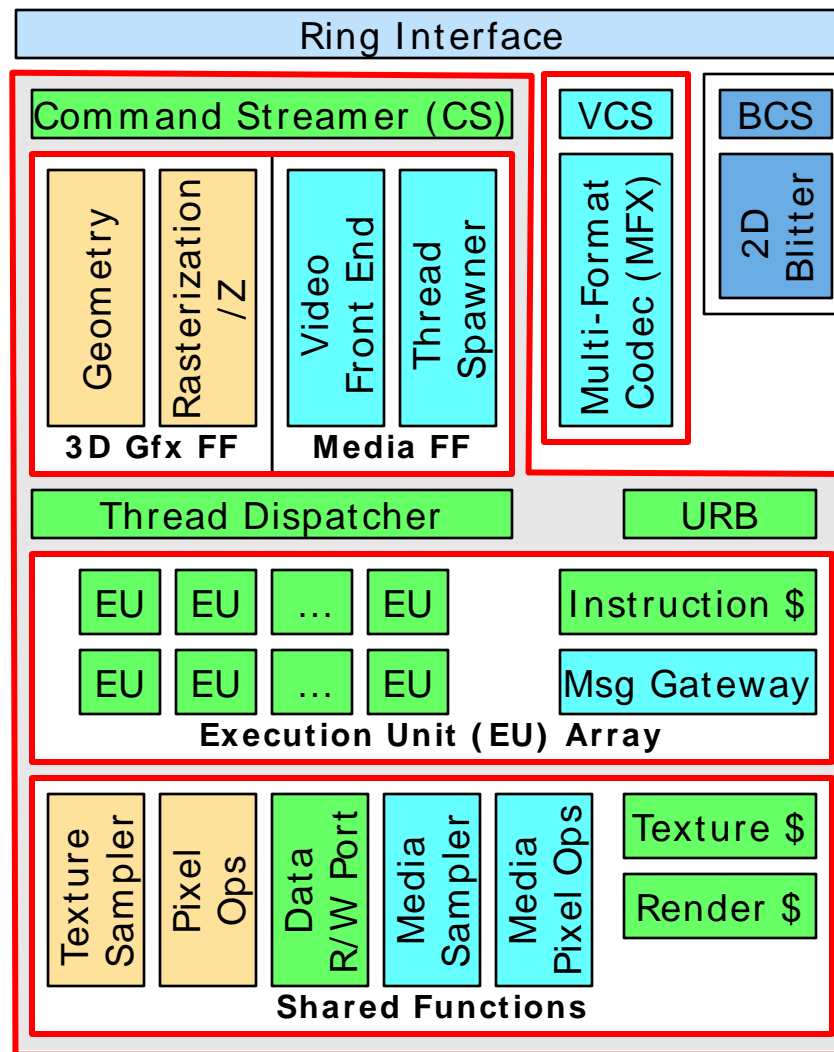 Ring Interface
Command Streamer (CS)
VCS
BCS
Geometry
Rasterization
/Z
Video
Front End
Thread
Spawner
Multi-Format
Codec (MFX)
2D
Blitter
3D Gfx FF
Media FF
Thread Dispatcher
URB
EU
EU
...
EU
Instruction $
EU
EU
...
EU
Msg Gateway
Execution Unit (EU) Array
Texture
Sampler
Pixel
Ops
Data
R/W Port
Media
Sampler
Media
Pixel Ops
Texture $
Render $
Shared Functions